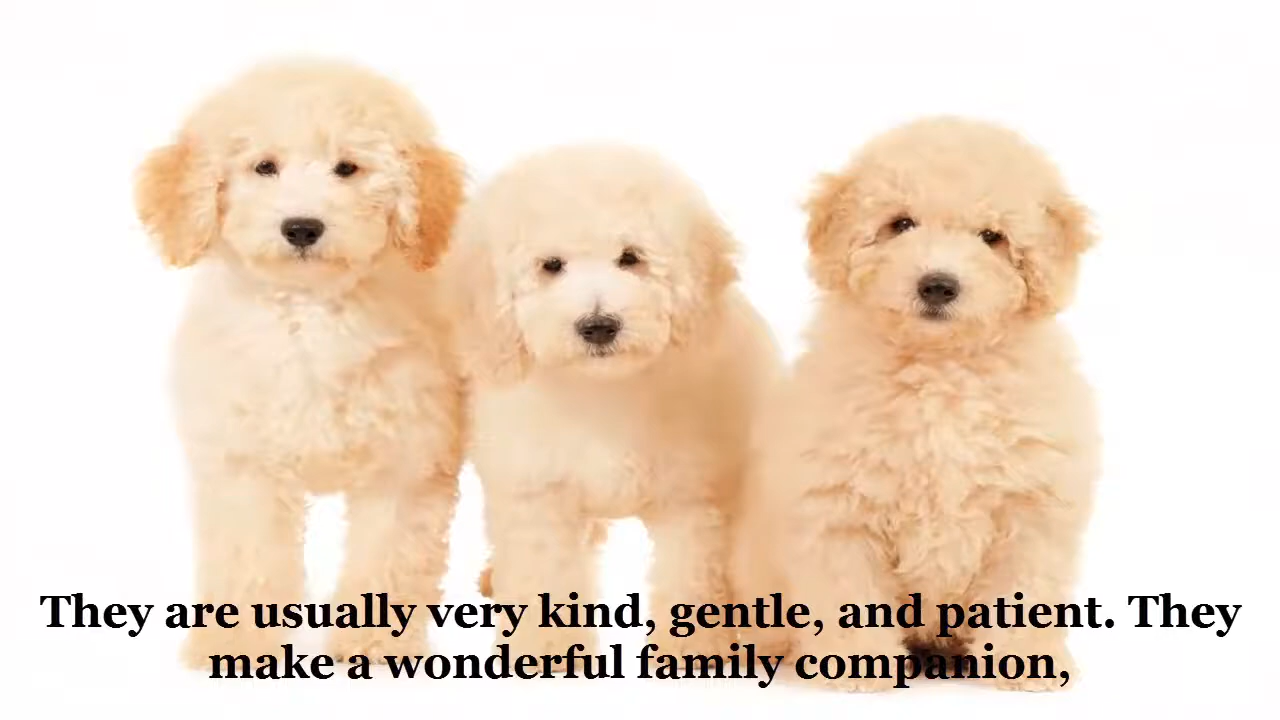 They are usually very kind, gentle, and patient. They
make a wonderful family companion,